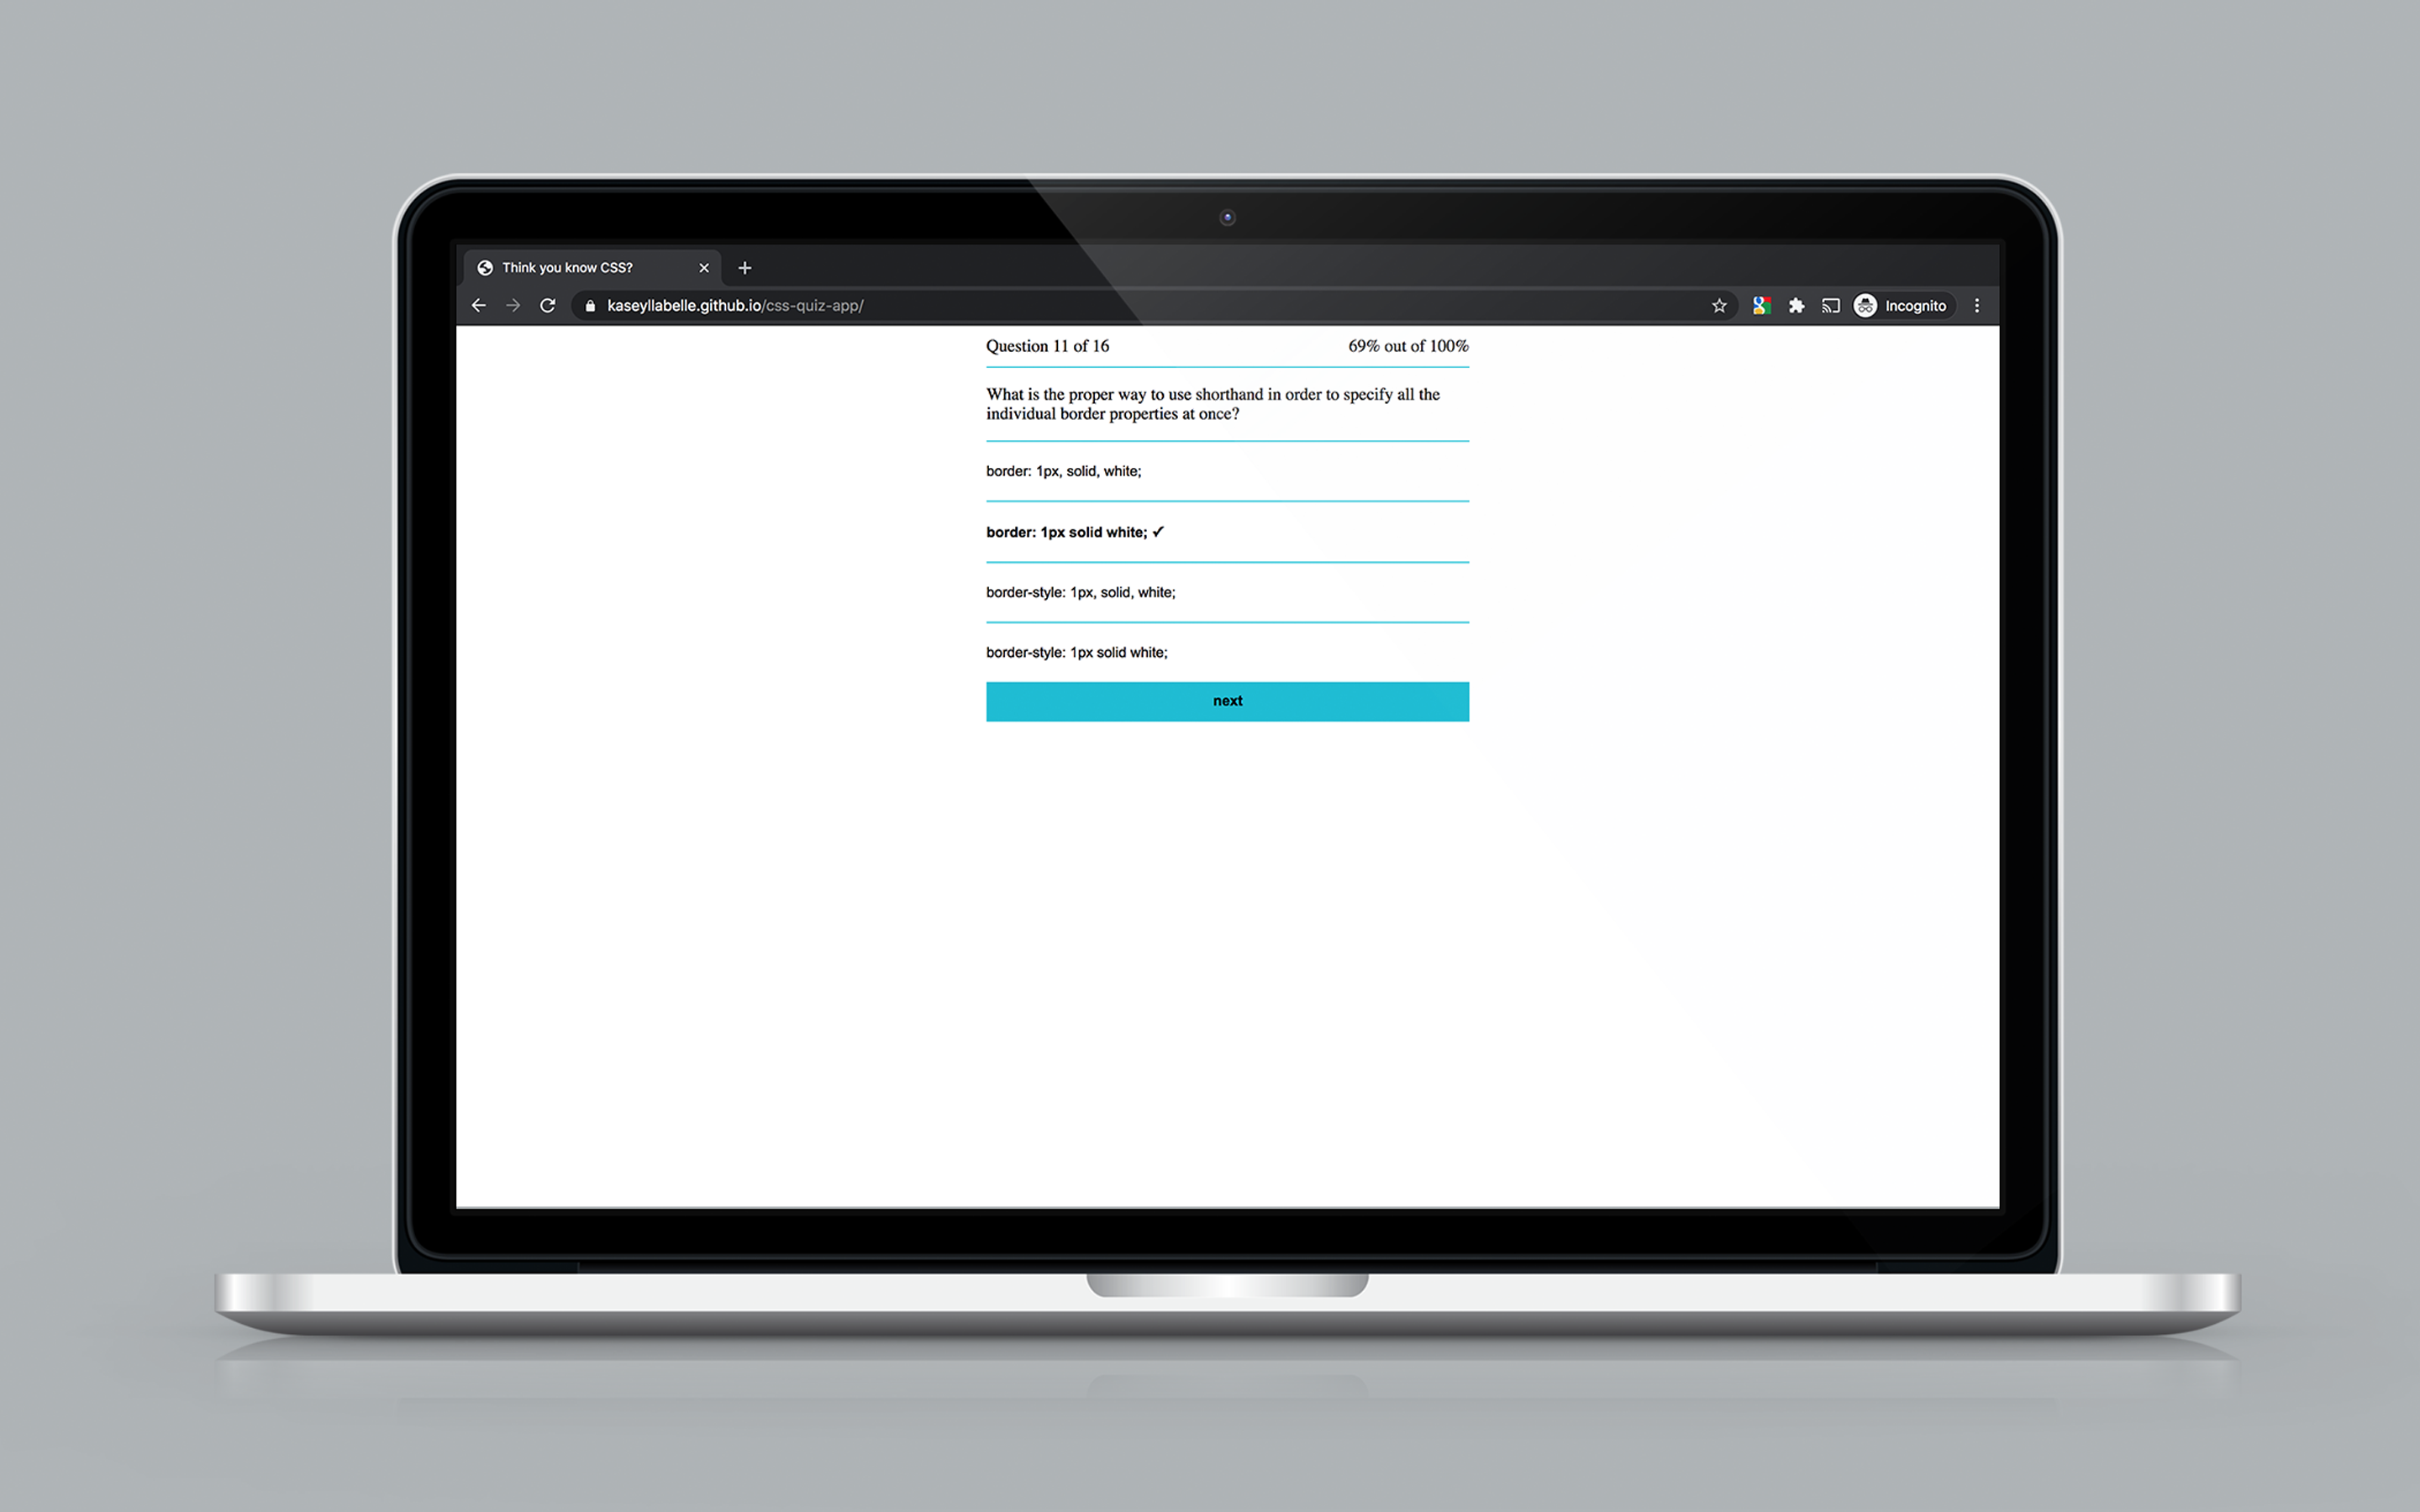 Think you know CSS?
kaseyllabelle.github.io/css-quiz-app/
Incognito
Question 11 of 16
69% out of 100%
What is the proper way to use shorthand in order to specify all the
individual border properties at once?
border: 1px, solid, white;
border: 1px solid white; ✓
border-style: 1px, solid, white;
border-style: 1px solid white;
next